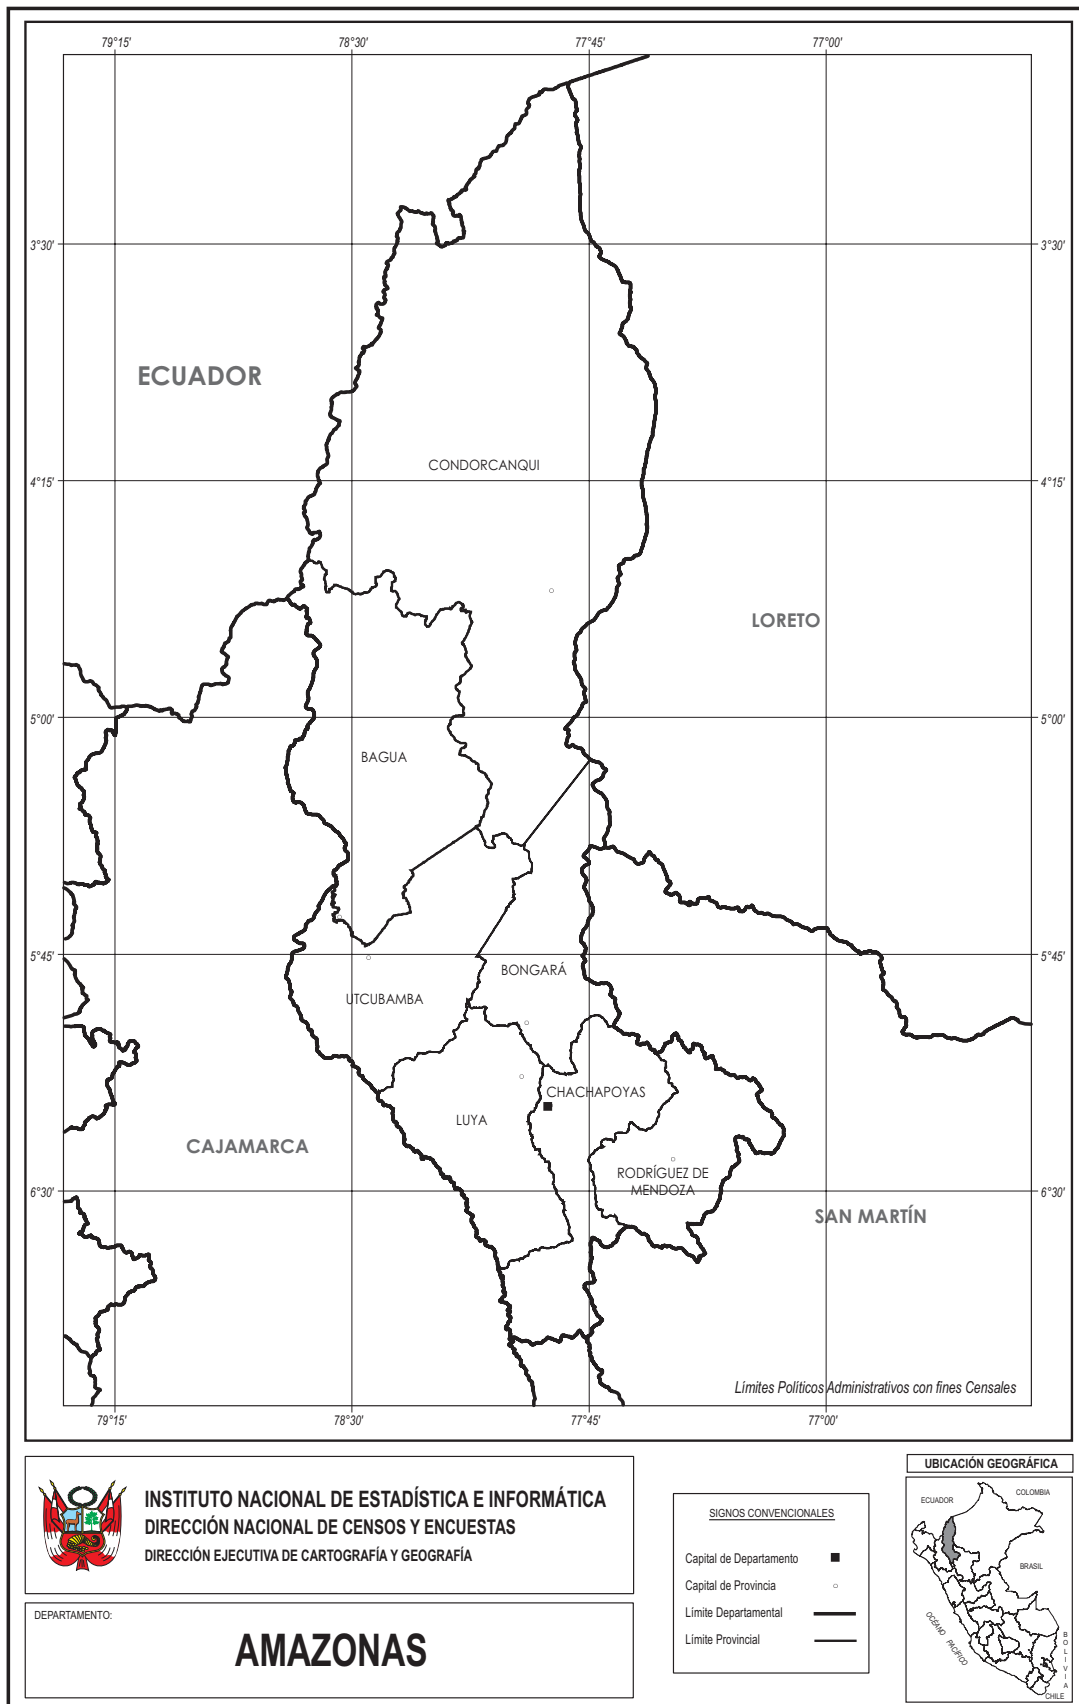 79°15'
78°30'
77°45'
77°00'
3°30'
3°30'
ECUADOR
CONDORCANQUI
4°15'
4°15'
LORETO
5°00'
5°00'
BAGUA
5°45'
5°45'
BONGARÁ
UTCUBAMBA
CHACHAPOYAS
LUYA
CAJAMARCA
RODRÍGUEZ DE
MENDOZA
6°30'
6°30'
SAN MARTÍN
Límites Políticos Administrativos con fines Censales
79°15'
78°30'
77°45'
77°00'
INSTITUTO NACIONAL DE ESTADÍSTICA E INFORMÁTICA
DIRECCIÓN NACIONAL DE CENSOS Y ENCUESTAS
DIRECCIÓN EJECUTIVA DE CARTOGRAFÍA Y GEOGRAFÍA
DEPARTAMENTO:
AMAZONAS
SIGNOS CONVENCIONALES
Capital de Departamento
Capital de Provincia
Límite Departamental
Límite Provincial
UBICACIÓN GEOGRÁFICA
ECUADOR
COLOMBIA
BRASIL
OCÉANO PACÍFICO
BOLIVIA
CHILE